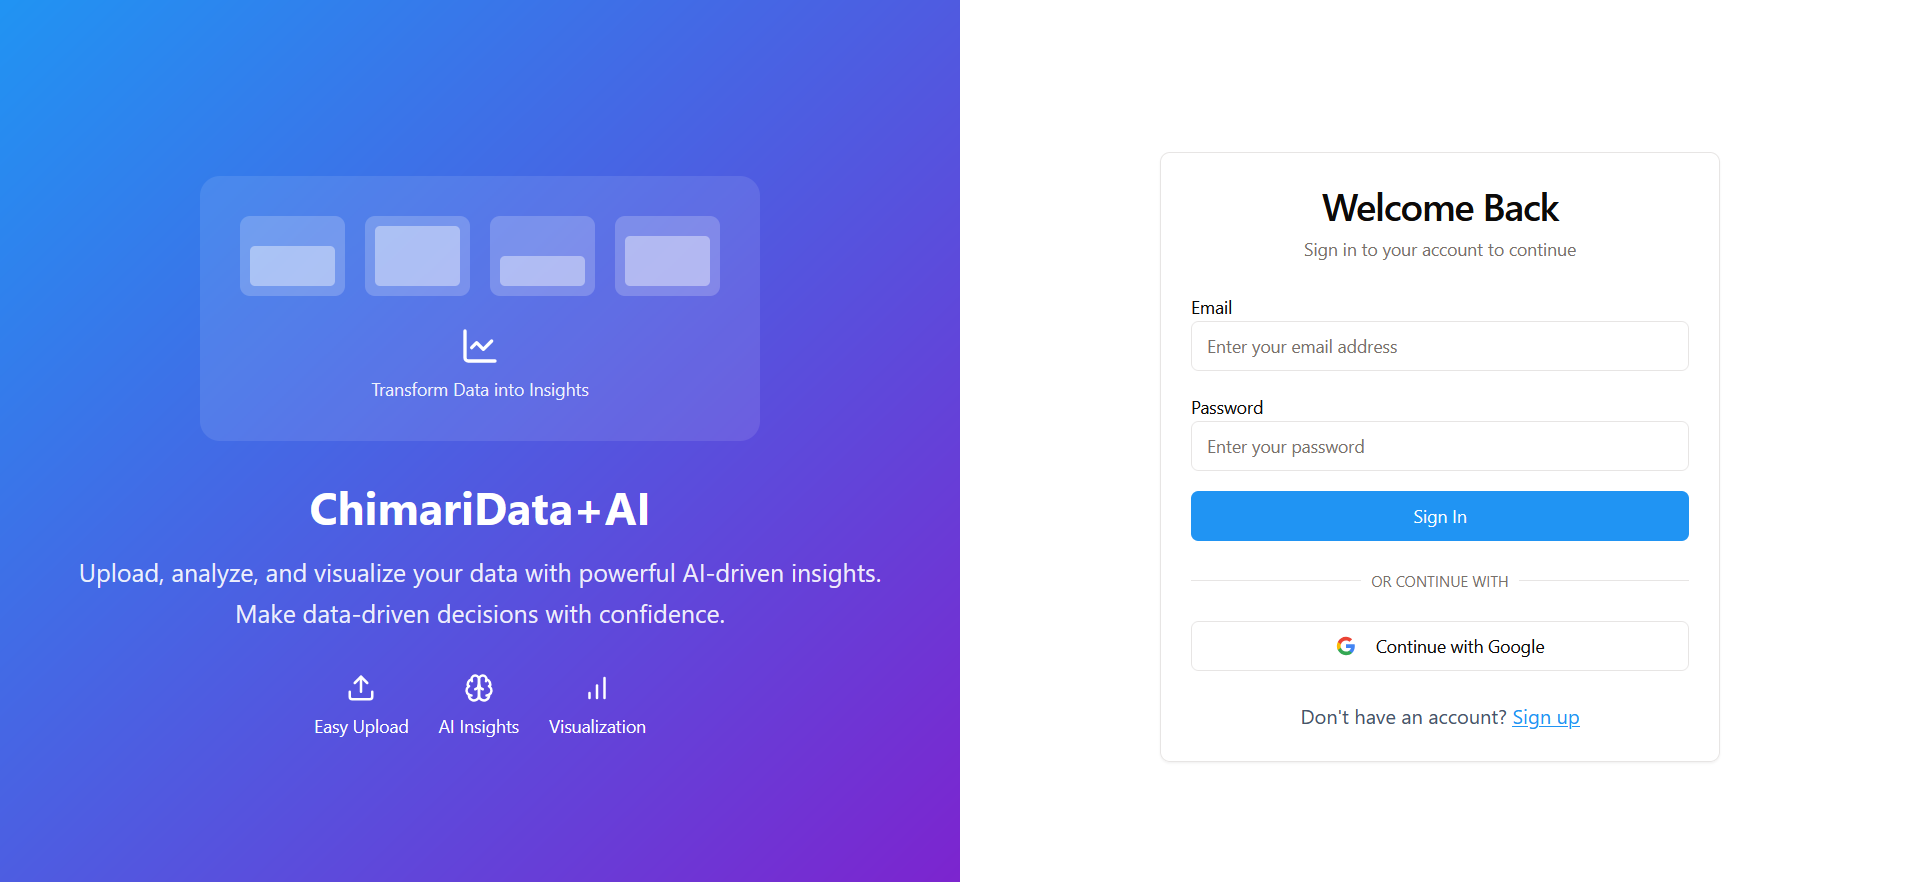 Transform Data into Insights
ChimariData+AI
Upload, analyze, and visualize your data with powerful AI-driven insights.
Make data-driven decisions with confidence.
Easy Upload
AI Insights
Visualization
Welcome Back
Sign in to your account to continue
Email
Enter your email address
Password
Enter your password
Sign In
OR CONTINUE WITH
Continue with Google
Don't have an account? Sign up